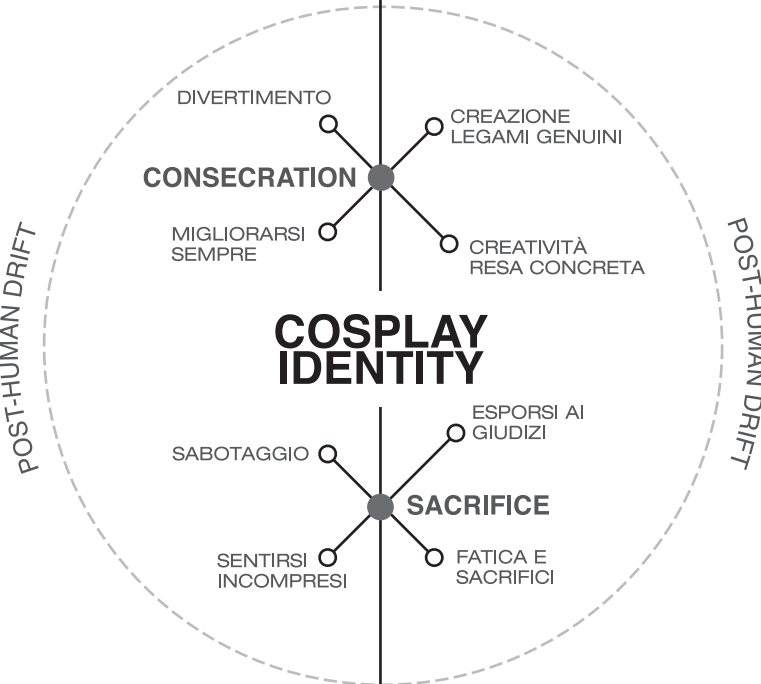 DIVERTIMENTO
CREAZIONE
LEGAMI GENUINI
CONSECRATION
MIGLIORARSI
SEMPRE
CREATIVITÀ
RESA CONCRETA
POST-HUMAN DRIFT
POST-HUMAN DRIFT
COSPLAY
IDENTITY
ESPORSI AI
GIUDIZI
SABOTAGGIO
SACRIFICE
SENTIRSI
INCOMPRESI
FATICA E
SACRIFICI